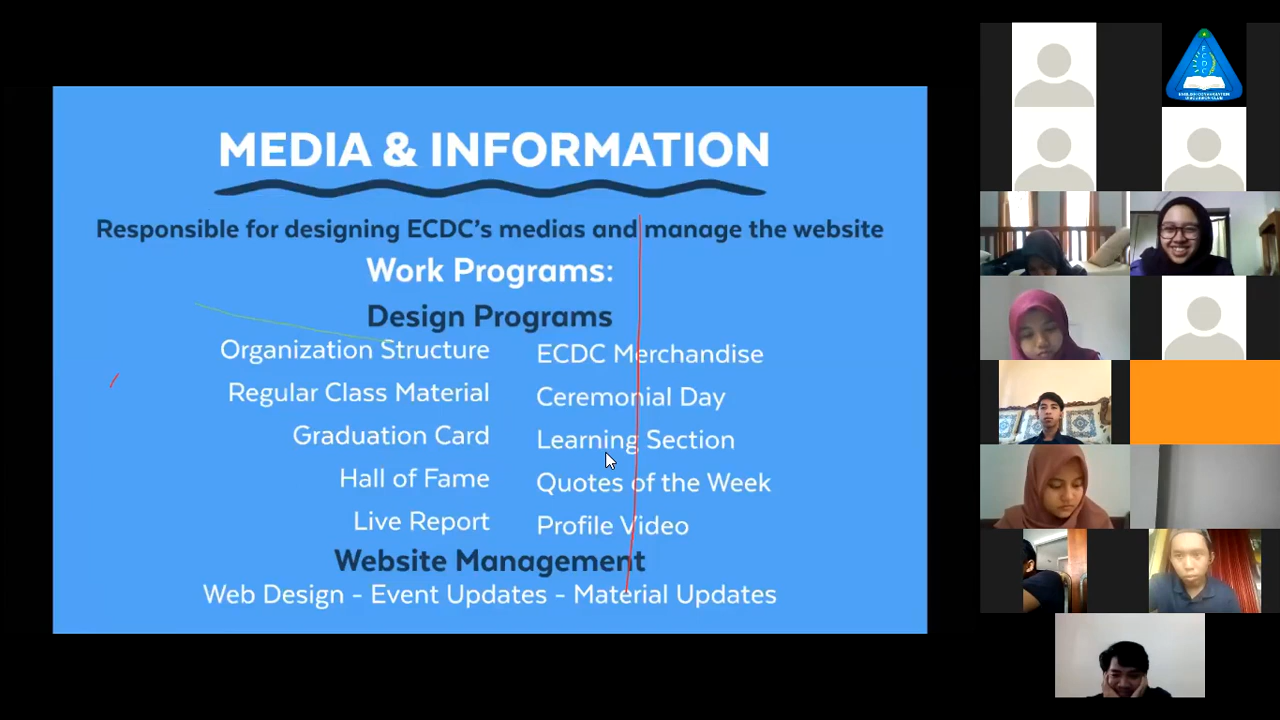 MEDIA & INFORMATION
Responsible for designing ECDC's medias and manage the website
Work Programs:
Design Programs
Organization Structure
Regular Class Material
Graduation Card
Hall of Fame
Live Report
ECDC Merchandise
Ceremonial Day
Learning Section
Quotes of the Week
Profile Video
Website Management
Web Design - Event Updates - Material Updates